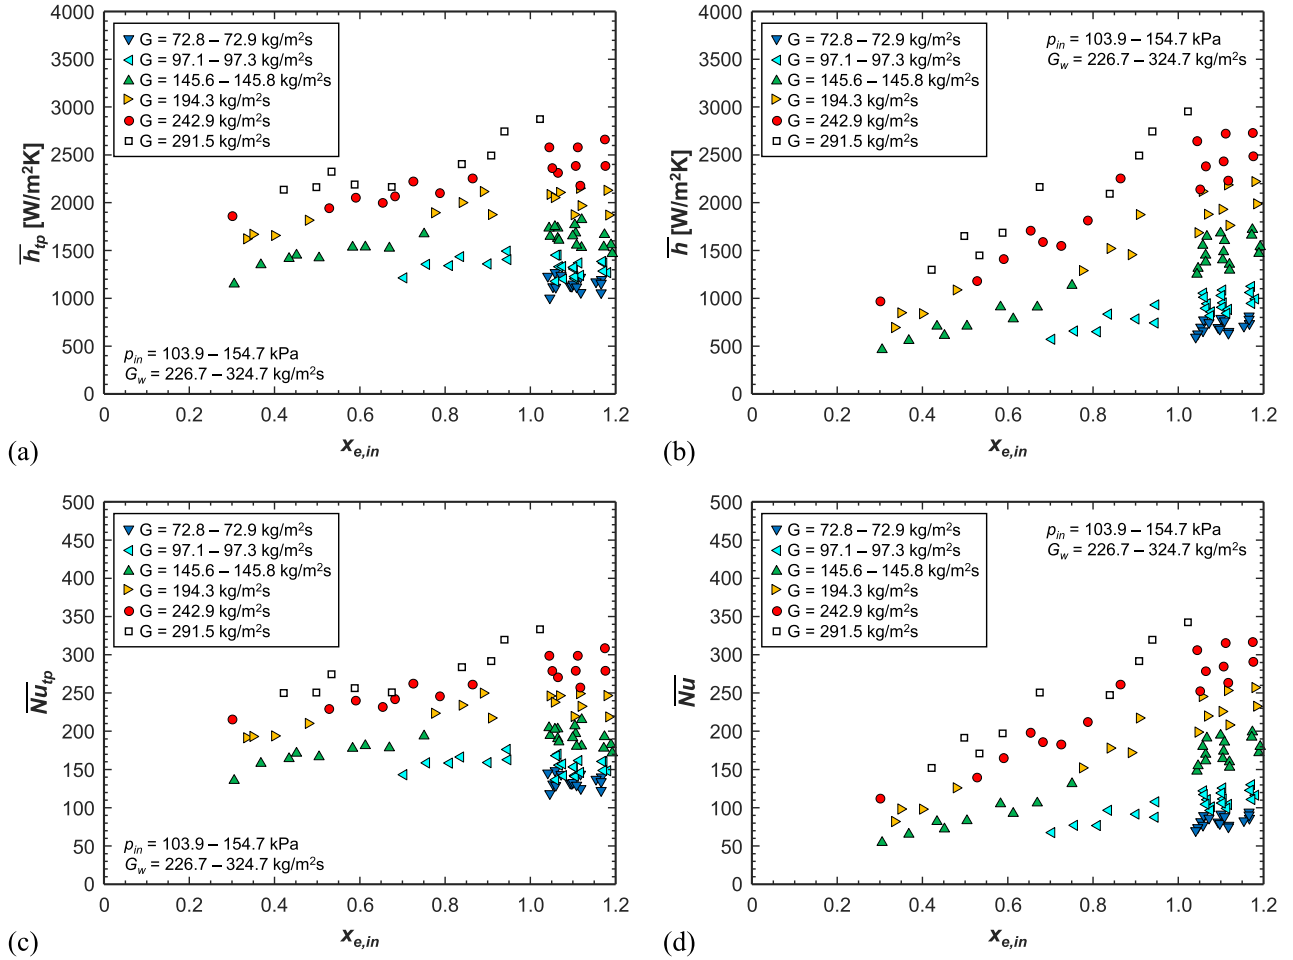 4000
3500
3000
2500
2000
1500
1000
500
0
h̅tp [W/m²K]
G = 72.8 – 72.9 kg/m²s
G = 97.1 – 97.3 kg/m²s
G = 145.6 – 145.8 kg/m²s
G = 194.3 kg/m²s
G = 242.9 kg/m²s
G = 291.5 kg/m²s
pin = 103.9 – 154.7 kPa
Gw = 226.7 – 324.7 kg/m²s
0 0.2 0.4 0.6 0.8 1.0 1.2
xe,in
(a)
4000
3500
3000
2500
2000
1500
1000
500
0
h̅ [W/m²K]
G = 72.8 – 72.9 kg/m²s
G = 97.1 – 97.3 kg/m²s
G = 145.6 – 145.8 kg/m²s
G = 194.3 kg/m²s
G = 242.9 kg/m²s
G = 291.5 kg/m²s
pin = 103.9 – 154.7 kPa
Gw = 226.7 – 324.7 kg/m²s
0 0.2 0.4 0.6 0.8 1.0 1.2
xe,in
(b)
500
450
400
350
300
250
200
150
100
50
0
N̅u̅tp
G = 72.8 – 72.9 kg/m²s
G = 97.1 – 97.3 kg/m²s
G = 145.6 – 145.8 kg/m²s
G = 194.3 kg/m²s
G = 242.9 kg/m²s
G = 291.5 kg/m²s
pin = 103.9 – 154.7 kPa
Gw = 226.7 – 324.7 kg/m²s
0 0.2 0.4 0.6 0.8 1.0 1.2
xe,in
(c)
500
450
400
350
300
250
200
150
100
50
0
N̅u̅
G = 72.8 – 72.9 kg/m²s
G = 97.1 – 97.3 kg/m²s
G = 145.6 – 145.8 kg/m²s
G = 194.3 kg/m²s
G = 242.9 kg/m²s
G = 291.5 kg/m²s
pin = 103.9 – 154.7 kPa
Gw = 226.7 – 324.7 kg/m²s
0 0.2 0.4 0.6 0.8 1.0 1.2
xe,in
(d)